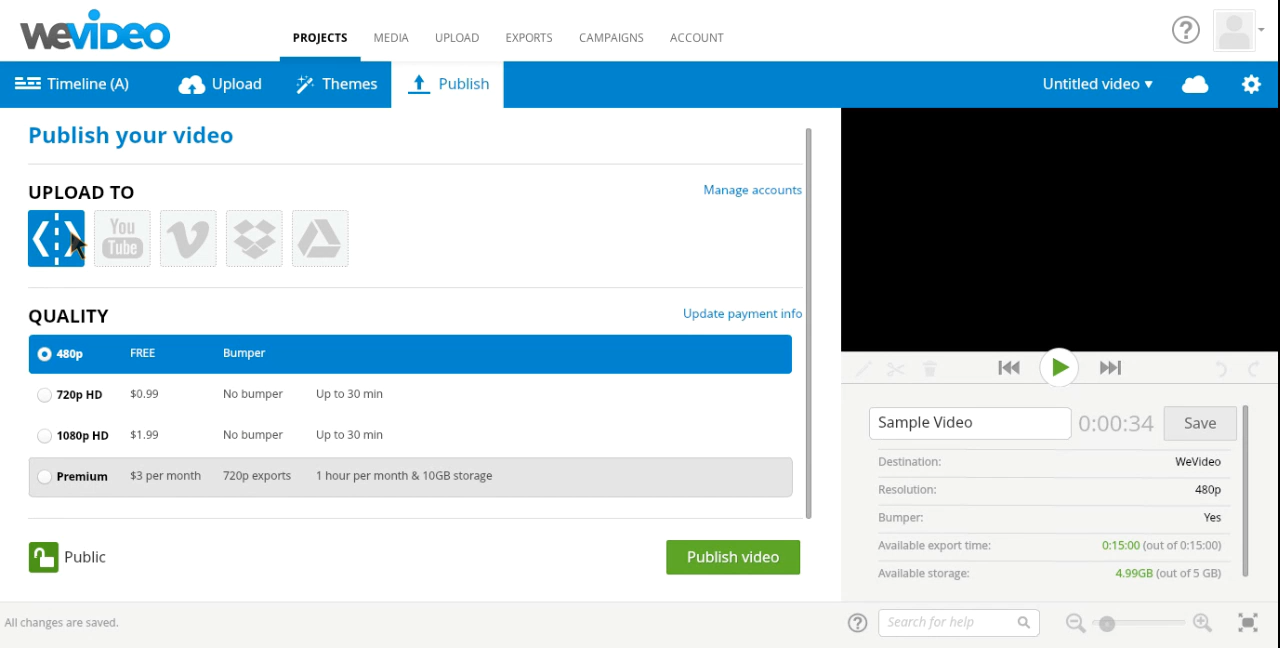 wevideo
PROJECTS MEDIA UPLOAD EXPORTS CAMPAIGNS ACCOUNT
Timeline (A) Upload Themes Publish Untitled video
Publish your video
UPLOAD TO Manage accounts
You Tube
QUALITY Update payment info
480p FREE Bumper
720p HD $0.99 No bumper Up to 30 min
1080p HD $1.99 No bumper Up to 30 min
Premium $3 per month 720p exports 1 hour per month & 10GB storage
Public Publish video
Sample Video 0:00:34 Save
Destination: WeVideo
Resolution: 480p
Bumper: Yes
Available export time: 0:15:00 (out of 0:15:00)
Available storage: 4.99GB (out of 5 GB)
All changes are saved. Search for help